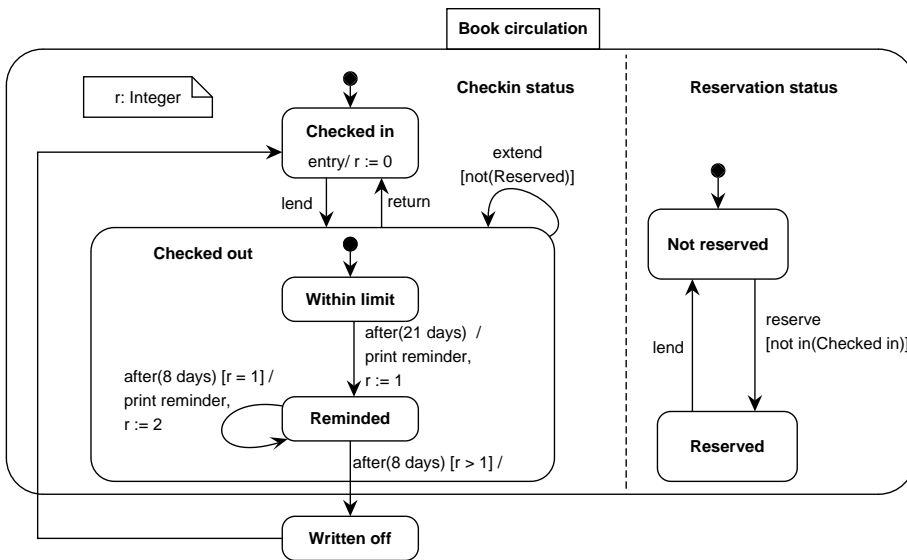 Book circulation
r: Integer
Checkin status
Reservation status
Checked in
entry/ r := 0
extend
[not(Reserved)]
lend
return
Checked out
Not reserved
Within limit
after(21 days) /
print reminder,
r := 1
reserve
[not in(Checked in)]
lend
after(8 days) [r = 1] /
print reminder,
r := 2
Reminded
Reserved
after(8 days) [r > 1] /
Written off